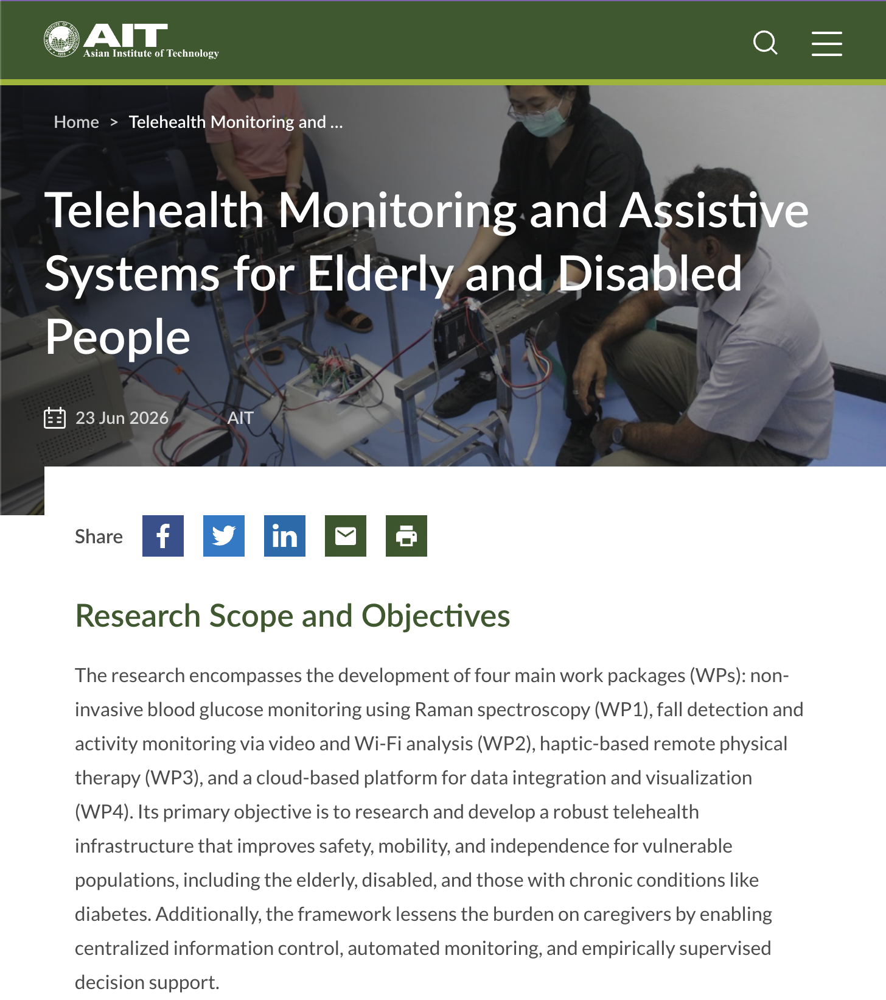 AIT
Asian Institute of Technology
Home > Telehealth Monitoring and ...
Telehealth Monitoring and Assistive
Systems for Elderly and Disabled
People
23 Jun 2026 AIT
Share
Research Scope and Objectives
The research encompasses the development of four main work packages (WPs): non-
invasive blood glucose monitoring using Raman spectroscopy (WP1), fall detection and
activity monitoring via video and Wi-Fi analysis (WP2), haptic-based remote physical
therapy (WP3), and a cloud-based platform for data integration and visualization
(WP4). Its primary objective is to research and develop a robust telehealth
infrastructure that improves safety, mobility, and independence for vulnerable
populations, including the elderly, disabled, and those with chronic conditions like
diabetes. Additionally, the framework lessens the burden on caregivers by enabling
centralized information control, automated monitoring, and empirically supervised
decision support.